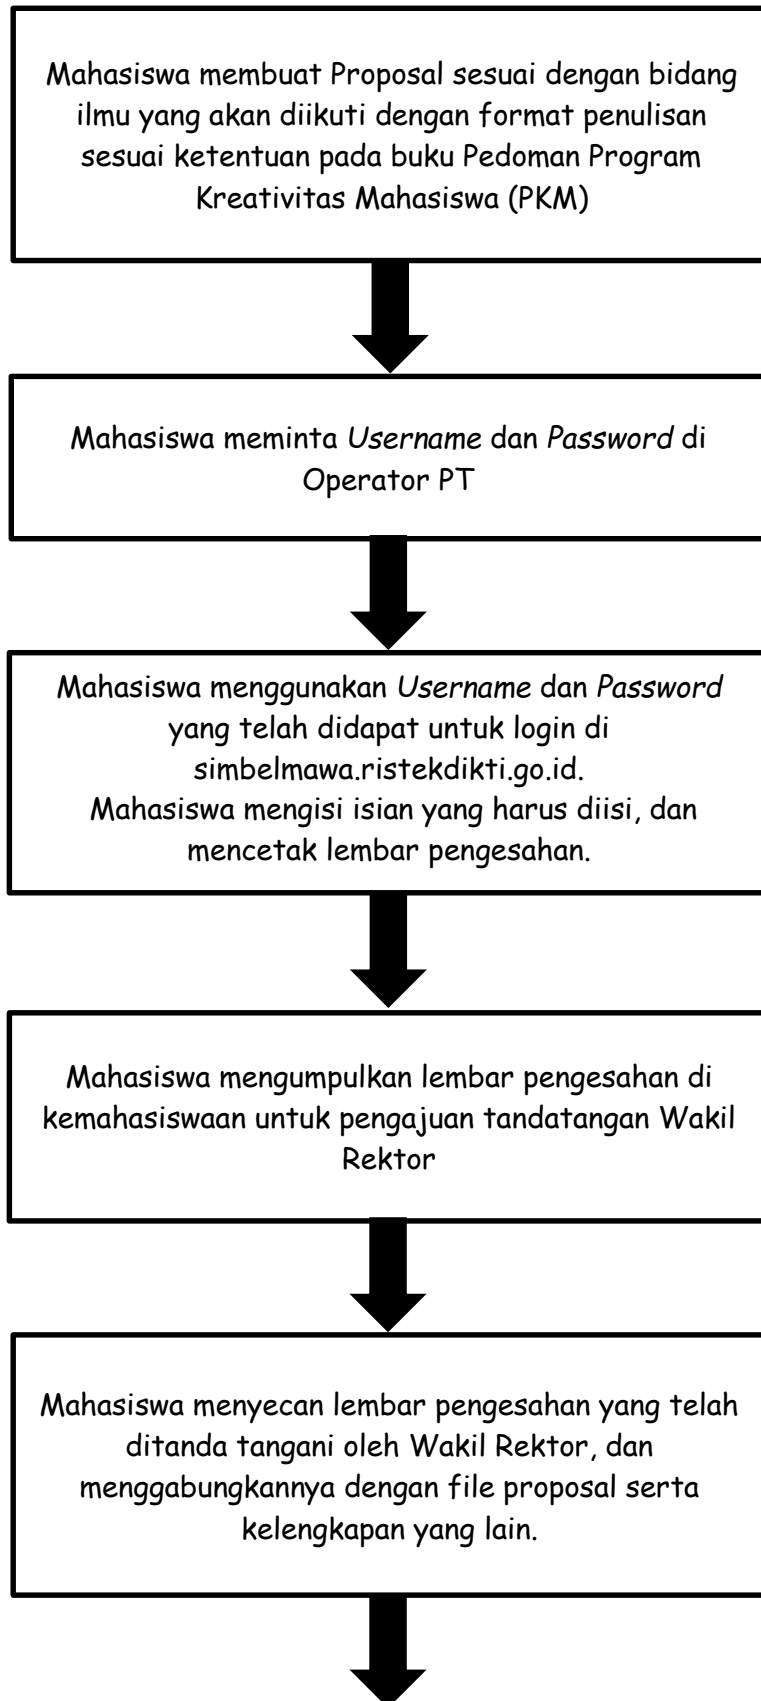 Mahasiswa membuat Proposal sesuai dengan bidang
ilmu yang akan diikuti dengan format penulisan
sesuai ketentuan pada buku Pedoman Program
Kreativitas Mahasiswa (PKM)
Mahasiswa meminta Username dan Password di
Operator PT
Mahasiswa menggunakan Username dan Password
yang telah didapat untuk login di
simbelmawa.ristekdikti.go.id.
Mahasiswa mengisi isian yang harus diisi, dan
mencetak lembar pengesahan.
Mahasiswa mengumpulkan lembar pengesahan di
kemahasiswaan untuk pengajuan tandatangan Wakil
Rektor
Mahasiswa menyecan lembar pengesahan yang telah
ditanda tangani oleh Wakil Rektor, dan
menggabungkannya dengan file proposal serta
kelengkapan yang lain.